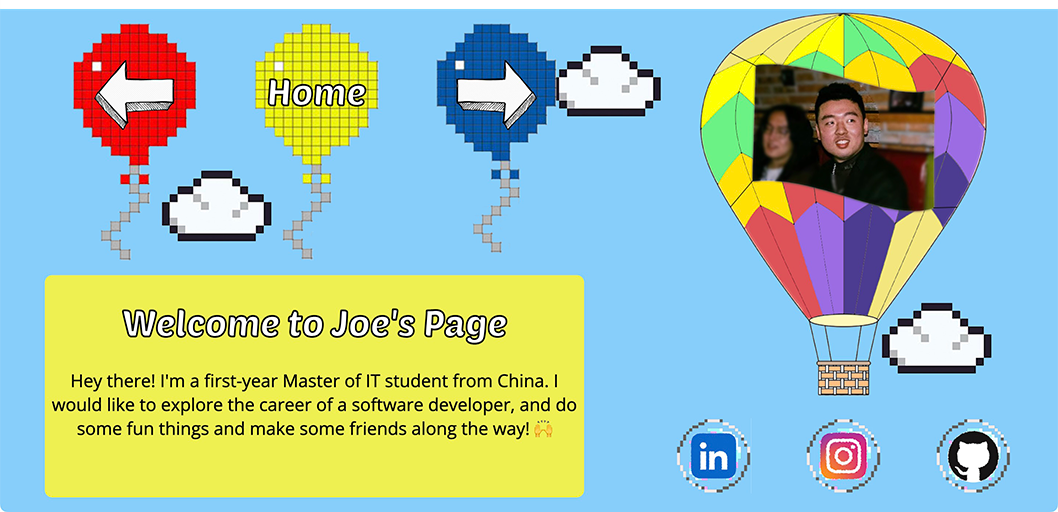 Home
Welcome to Joe's Page
Hey there! I'm a first-year Master of IT student from China. I
would like to explore the career of a software developer, and do
some fun things and make some friends along the way! 🙌
in